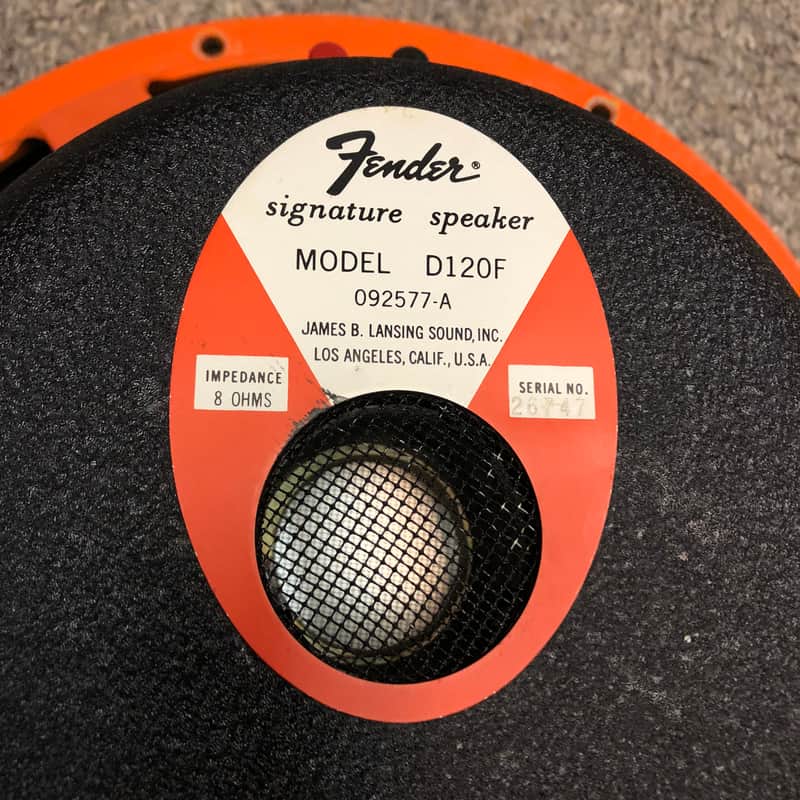 Fender®
signature speaker
MODEL D120F
092577-A
JAMES B. LANSING SOUND, INC.
LOS ANGELES, CALIF., U.S.A.
IMPEDANCE
8 OHMS
SERIAL NO.
26747